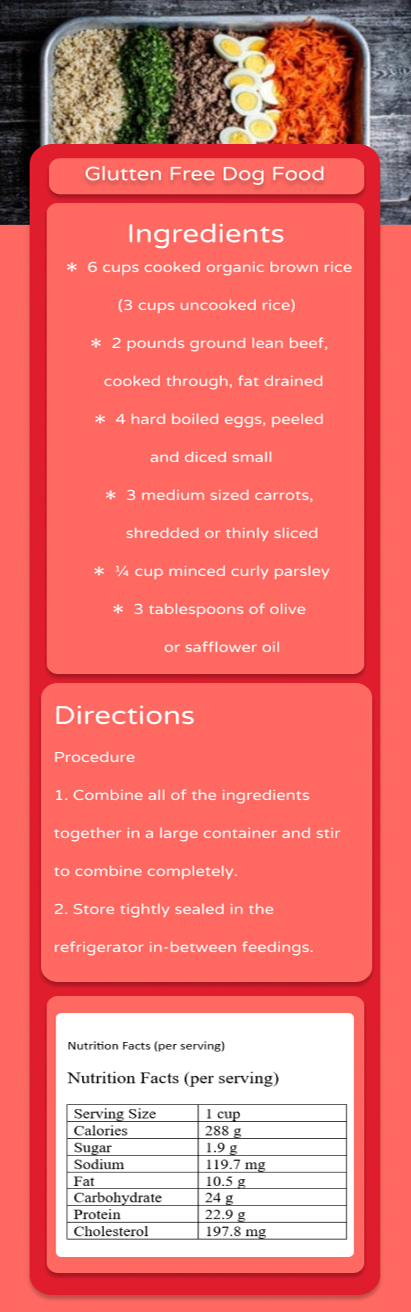 Glutten Free Dog Food
Ingredients
* 6 cups cooked organic brown rice
(3 cups uncooked rice)
* 2 pounds ground lean beef,
cooked through, fat drained
* 4 hard boiled eggs, peeled
and diced small
* 3 medium sized carrots,
shredded or thinly sliced
* ¼ cup minced curly parsley
* 3 tablespoons of olive
or safflower oil
Directions
Procedure
1. Combine all of the ingredients
together in a large container and stir
to combine completely.
2. Store tightly sealed in the
refrigerator in-between feedings.
Nutrition Facts (per serving)
Nutrition Facts (per serving)
Serving Size 1 cup
Calories 288 g
Sugar 1.9 g
Sodium 119.7 mg
Fat 10.5 g
Carbohydrate 24 g
Protein 22.9 g
Cholesterol 197.8 mg